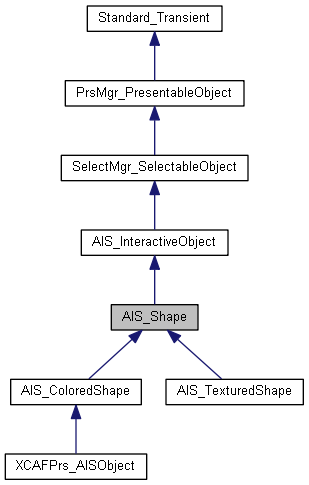 Standard_Transient
PrsMgr_PresentableObject
SelectMgr_SelectableObject
AIS_InteractiveObject
AIS_Shape
AIS_ColoredShape
AIS_TexturedShape
XCAFPrs_AISObject